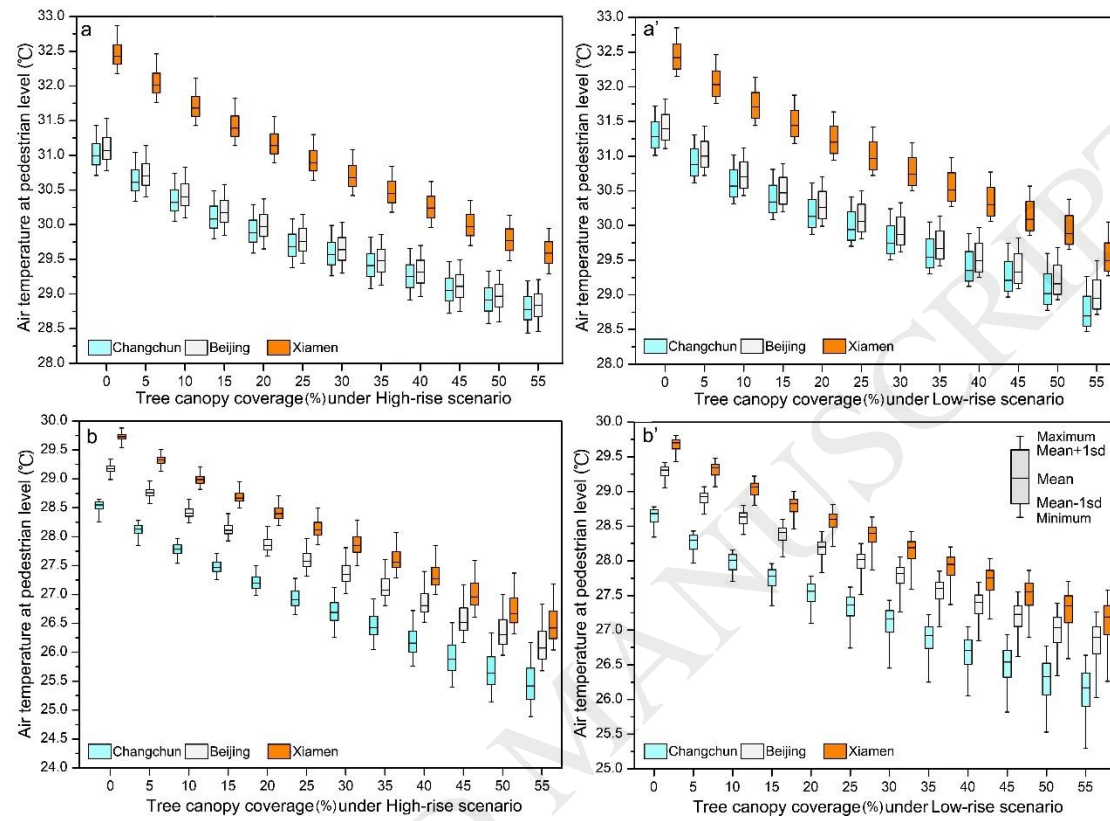 a
Air temperature at pedestrian level (℃)
33.0
32.5
32.0
31.5
31.0
30.5
30.0
29.5
29.0
28.5
28.0
Changchun Beijing Xiamen
0 5 10 15 20 25 30 35 40 45 50 55
Tree canopy coverage(%) under High-rise scenario
a'
Air temperature at pedestrian level (℃)
33.0
32.5
32.0
31.5
31.0
30.5
30.0
29.5
29.0
28.5
28.0
Changchun Beijing Xiamen
0 5 10 15 20 25 30 35 40 45 50 55
Tree canopy coverage(%) under Low-rise scenario
b
Air temperature at pedestrian level (℃)
30.0
29.5
29.0
28.5
28.0
27.5
27.0
26.5
26.0
25.5
25.0
24.5
24.0
Changchun Beijing Xiamen
0 5 10 15 20 25 30 35 40 45 50 55
Tree canopy coverage(%) under High-rise scenario
b'
Air temperature at pedestrian level (℃)
30.0
29.5
29.0
28.5
28.0
27.5
27.0
26.5
26.0
25.5
25.0
Maximum
Mean+1sd
Mean
Mean-1sd
Minimum
Changchun Beijing Xiamen
0 5 10 15 20 25 30 35 40 45 50 55
Tree canopy coverage(%) under Low-rise scenario
MANUSCRIPT